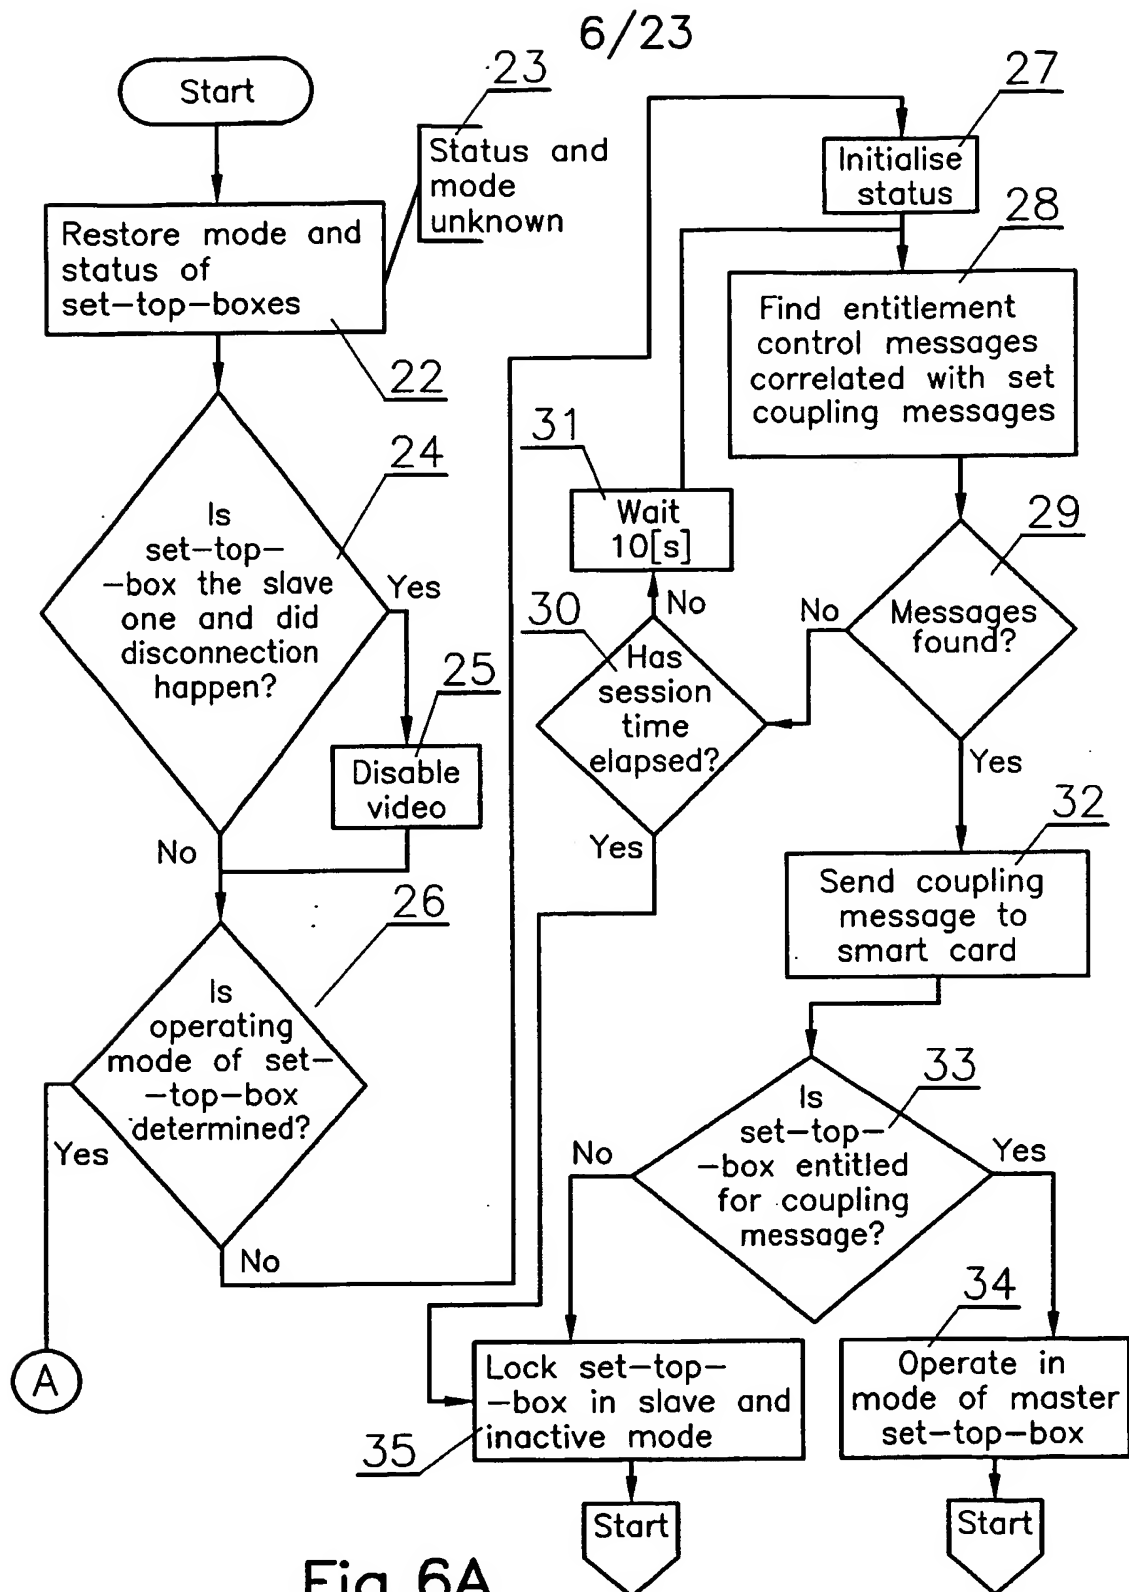 6/23
Start
23
Status and
mode
unknown
Restore mode and
status of
set-top-boxes
22
24
Is
set-top-
-box the slave
one and did
disconnection
happen?
Yes
25
Disable
video
No
26
Is
operating
mode of set-
-top-box
determined?
Yes
No
A
27
Initialise
status
28
Find entitlement
control messages
correlated with set
coupling messages
31
Wait
10[s]
29
Messages
found?
No
No
30
Has
session
time
elapsed?
Yes
Yes
32
Send coupling
message to
smart card
33
Is
set-top-
-box entitled
for coupling
message?
No
Yes
34
Operate in
mode of master
set-top-box
Lock set-top-
-box in slave and
inactive mode
35
Start
Start
Fig 6A